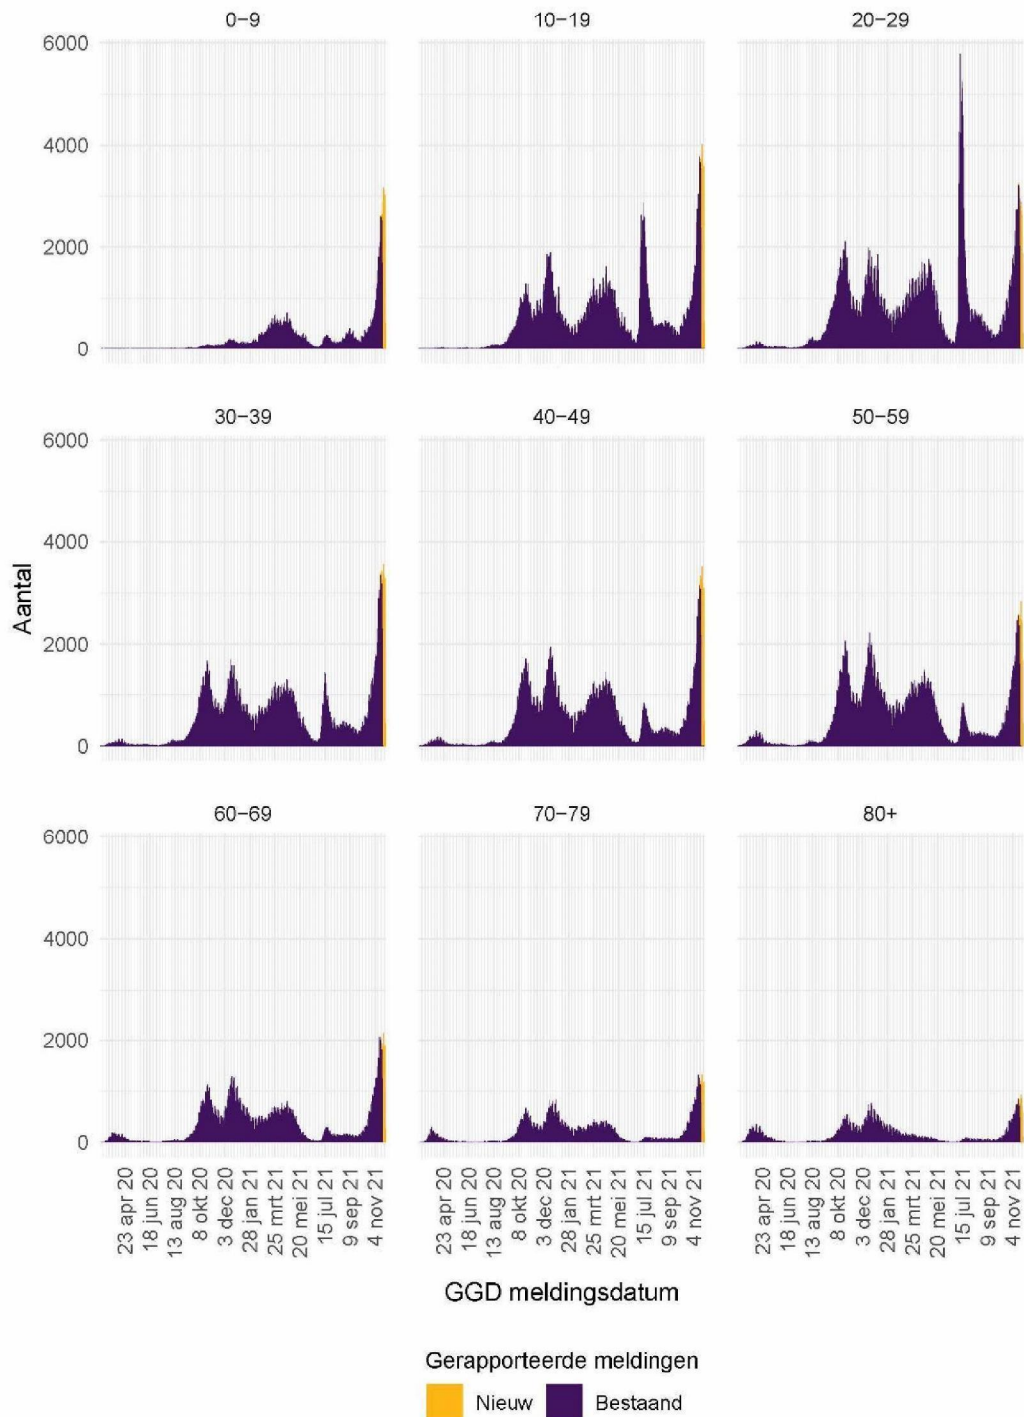 0−9 10−19 20−29
6000
4000
2000
0
30−39 40−49 50−59
6000
4000
2000
0
Aantal
60−69 70−79 80+
6000
4000
2000
0
23 apr 20 18 jun 20 13 aug 20 8 okt 20 3 dec 20 28 jan 21 25 mrt 21 20 mei 21 15 jul 21 9 sep 21 4 nov 21
23 apr 20 18 jun 20 13 aug 20 8 okt 20 3 dec 20 28 jan 21 25 mrt 21 20 mei 21 15 jul 21 9 sep 21 4 nov 21
23 apr 20 18 jun 20 13 aug 20 8 okt 20 3 dec 20 28 jan 21 25 mrt 21 20 mei 21 15 jul 21 9 sep 21 4 nov 21
GGD meldingsdatum
Gerapporteerde meldingen
Nieuw Bestaand